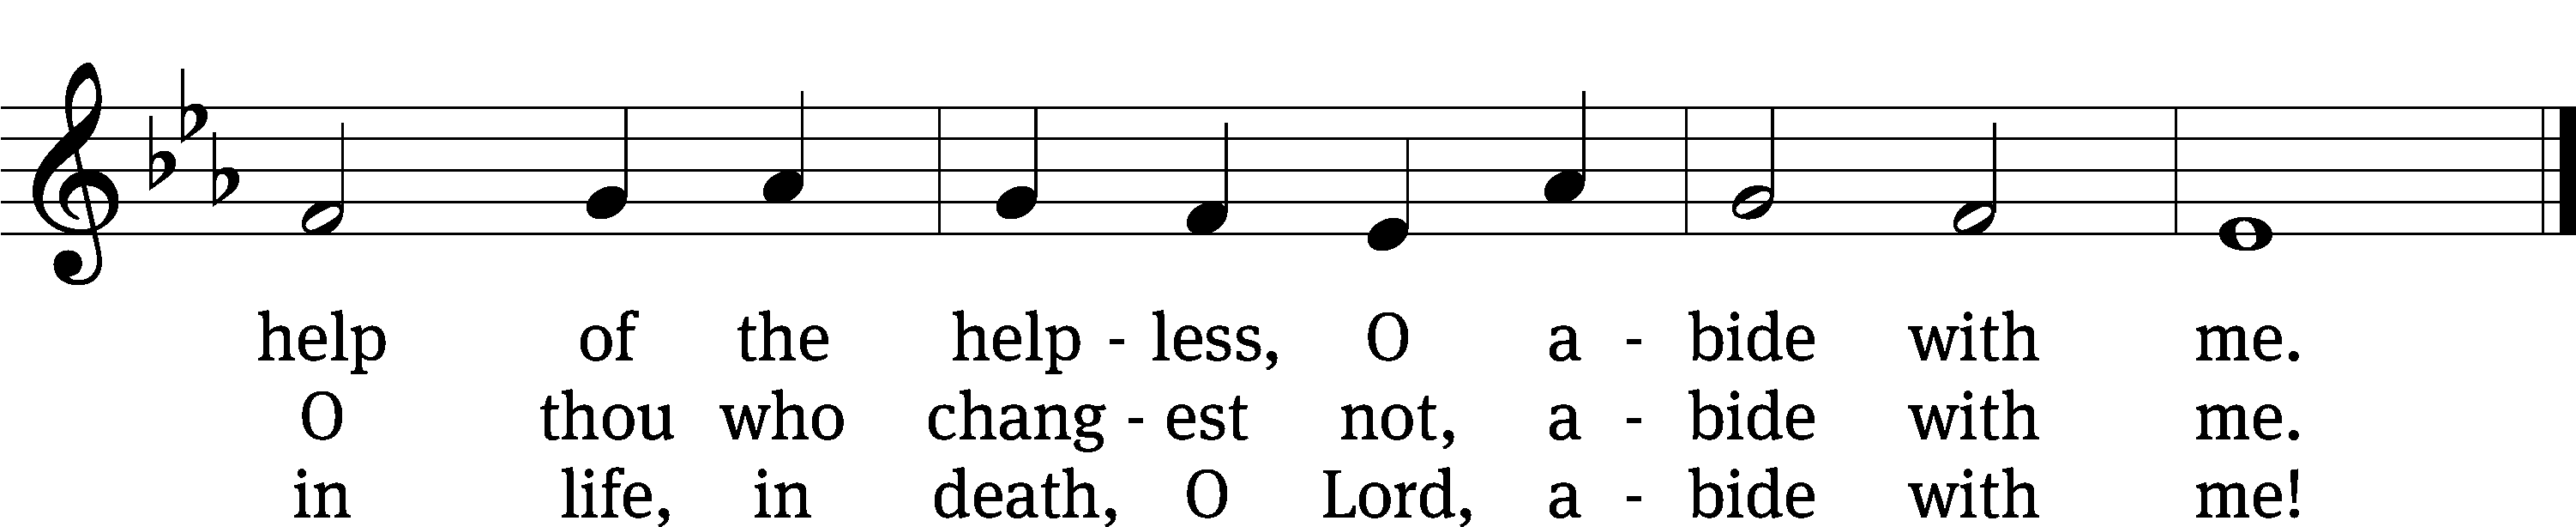 help of the help - less, O a - bide with me.
O thou who chang - est not, a - bide with me.
in life, in death, O Lord, a - bide with me!